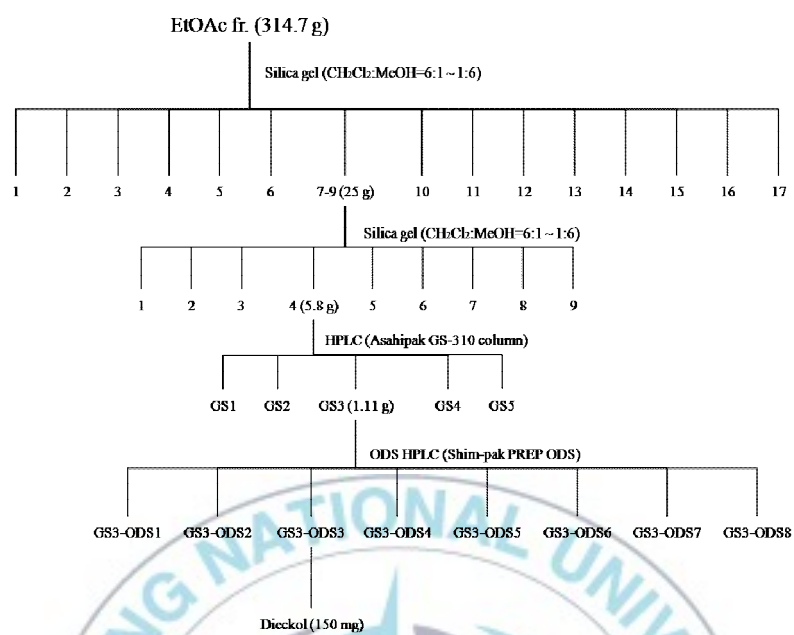 EtOAc fr. (314.7 g)
Silica gel (CH₂Cl₂:MeOH=6:1~1:6)
1 2 3 4 5 6 7-9 (25 g) 10 11 12 13 14 15 16 17
Silica gel (CH₂Cl₂:MeOH=6:1~1:6)
1 2 3 4 (5.8 g) 5 6 7 8 9
HPLC (Asahipak GS-310 column)
GS1 GS2 GS3 (1.11 g) GS4 GS5
ODS HPLC (Shim-pak PREP ODS)
GS3-ODS1 GS3-ODS2 GS3-ODS3 GS3-ODS4 GS3-ODS5 GS3-ODS6 GS3-ODS7 GS3-ODS8
NATIONAL
Dieckol (150 mg)